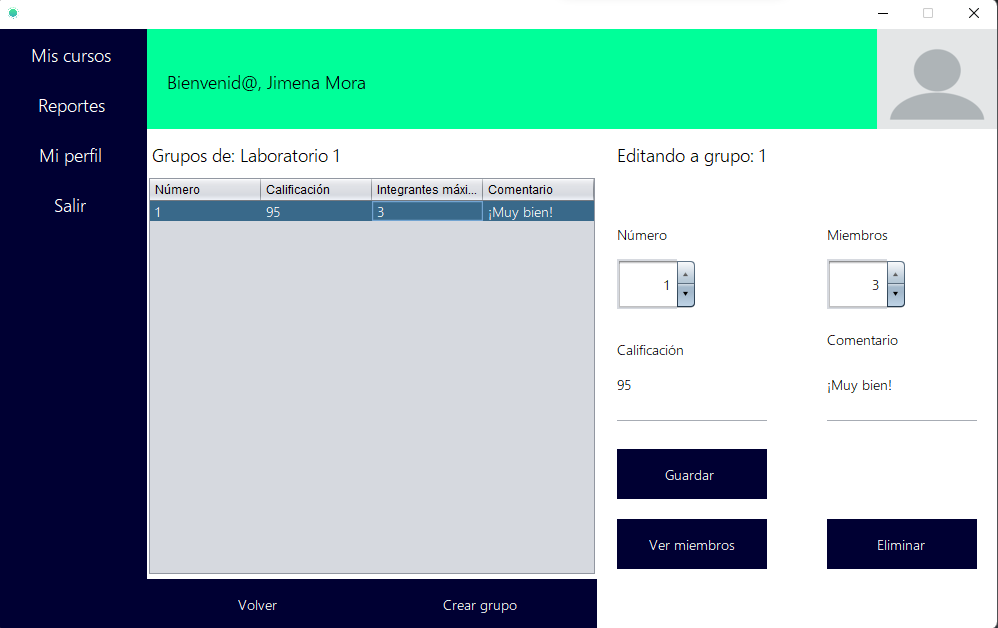 Mis cursos
Reportes
Mi perfil
Salir
Bienvenid@, Jimena Mora
Grupos de: Laboratorio 1
Número Calificación Integrantes máxi... Comentario
1 95 3 ¡Muy bien!
Volver Crear grupo
Editando a grupo: 1
Número Miembros
1 3
Calificación Comentario
95 ¡Muy bien!
Guardar
Ver miembros Eliminar